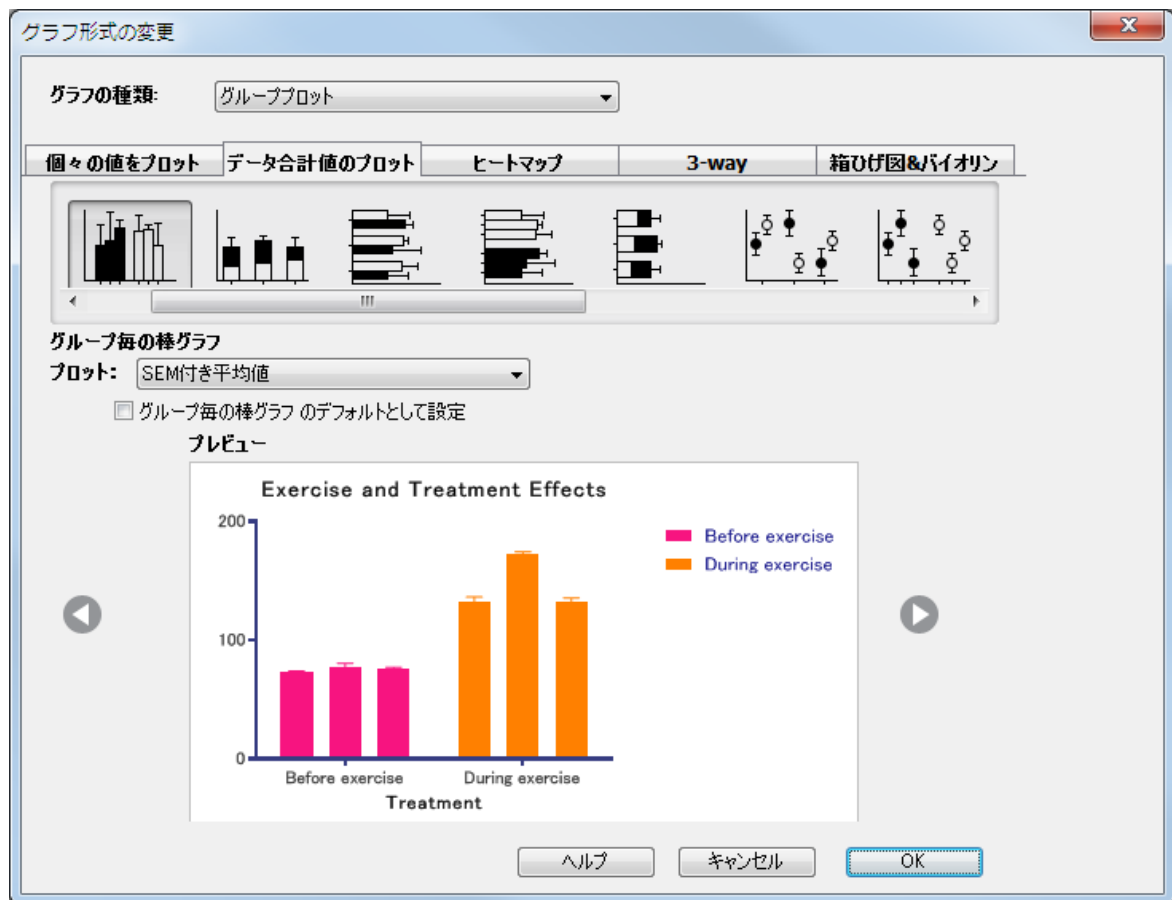 グラフ形式の変更
グラフの種類: グループプロット
個々の値をプロット データ合計値のプロット ヒートマップ 3-way 箱ひげ図&バイオリン
グループ毎の棒グラフ
プロット: SEM付き平均値
グループ毎の棒グラフ のデフォルトとして設定
プレビュー
Exercise and Treatment Effects
200
Before exercise
During exercise
100
0
Before exercise During exercise
Treatment
ヘルプ キャンセル OK